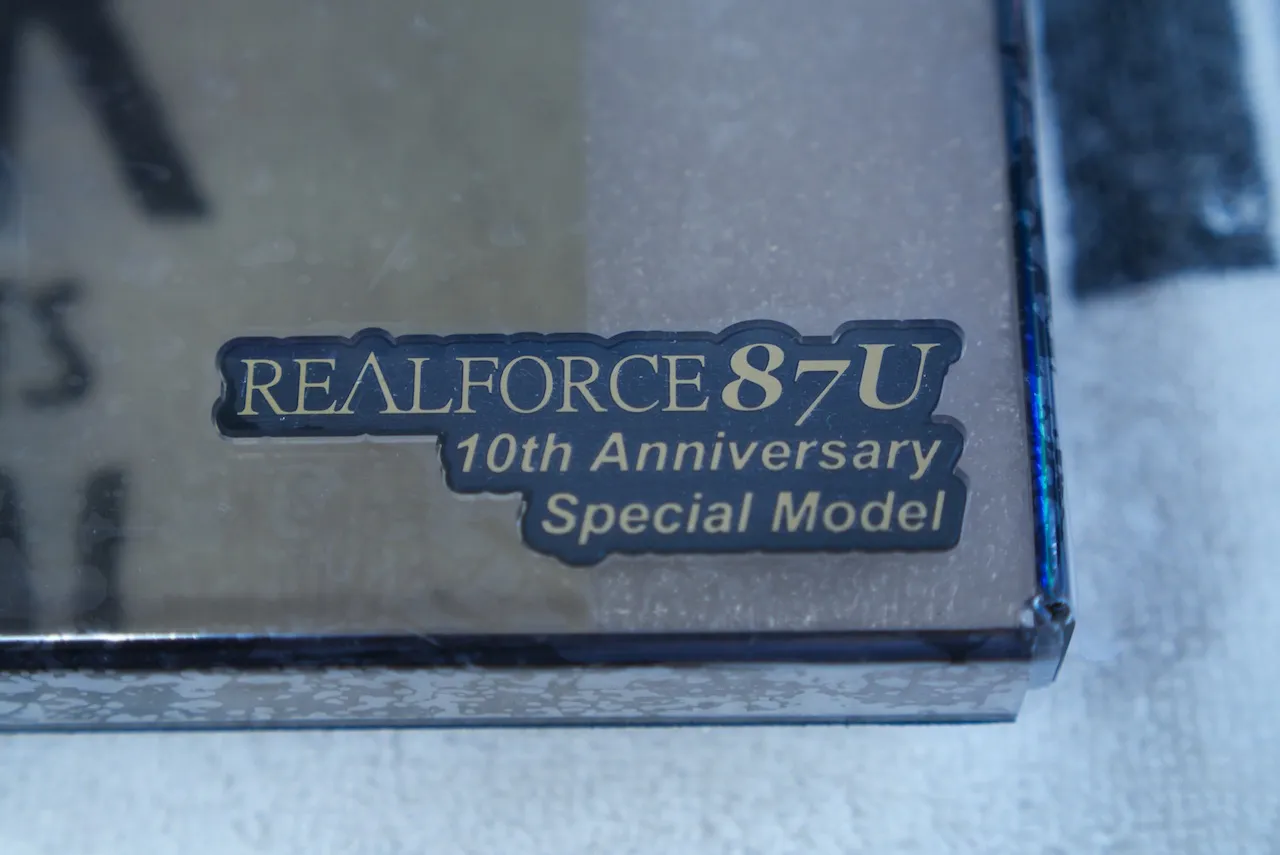 REALFORCE 87U
10th Anniversary
Special Model